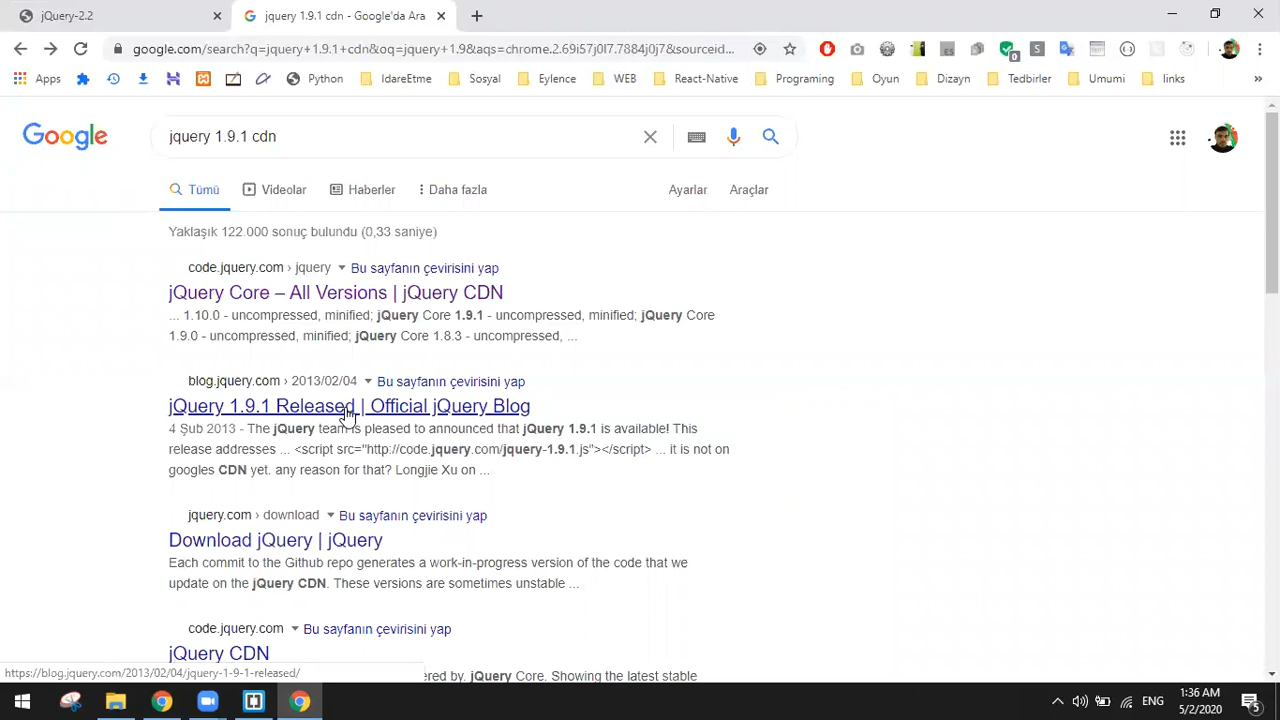 jQuery-2.2
jquery 1.9.1 cdn - Google'da Ara
google.com/search?q=jquery+1.9.1+cdn&oq=jquery+1.9&aqs=chrome.2.69i57j0l7.7884j0j7&sourceid...
Apps
Python
IdareEtme
Sosyal
Eylence
WEB
React-Native
Programing
Oyun
Dizayn
Tedbirler
Umumi
links
»
Google
jquery 1.9.1 cdn
Tümü
Videolar
Haberler
Daha fazla
Ayarlar
Araçlar
Yaklaşık 122.000 sonuç bulundu (0,33 saniye)
code.jquery.com › jquery Bu sayfanın çevirisini yap
jQuery Core – All Versions | jQuery CDN
... 1.10.0 - uncompressed, minified; jQuery Core 1.9.1 - uncompressed, minified; jQuery Core
1.9.0 - uncompressed, minified; jQuery Core 1.8.3 - uncompressed, ...
blog.jquery.com › 2013/02/04 Bu sayfanın çevirisini yap
jQuery 1.9.1 Released | Official jQuery Blog
4 Şub 2013 - The jQuery team is pleased to announced that jQuery 1.9.1 is available! This
release addresses ... <script src="http://code.jquery.com/jquery-1.9.1.js"></script> ... it is not on
googles CDN yet. any reason for that? Longjie Xu on ...
jquery.com › download Bu sayfanın çevirisini yap
Download jQuery | jQuery
Each commit to the Github repo generates a work-in-progress version of the code that we
update on the jQuery CDN. These versions are sometimes unstable ...
code.jquery.com Bu sayfanın çevirisini yap
jQuery CDN
ered by. jQuery Core. Showing the latest stable
https://blog.jquery.com/2013/02/04/jquery-1-9-1-released/
ENG
1:36 AM
5/2/2020
5